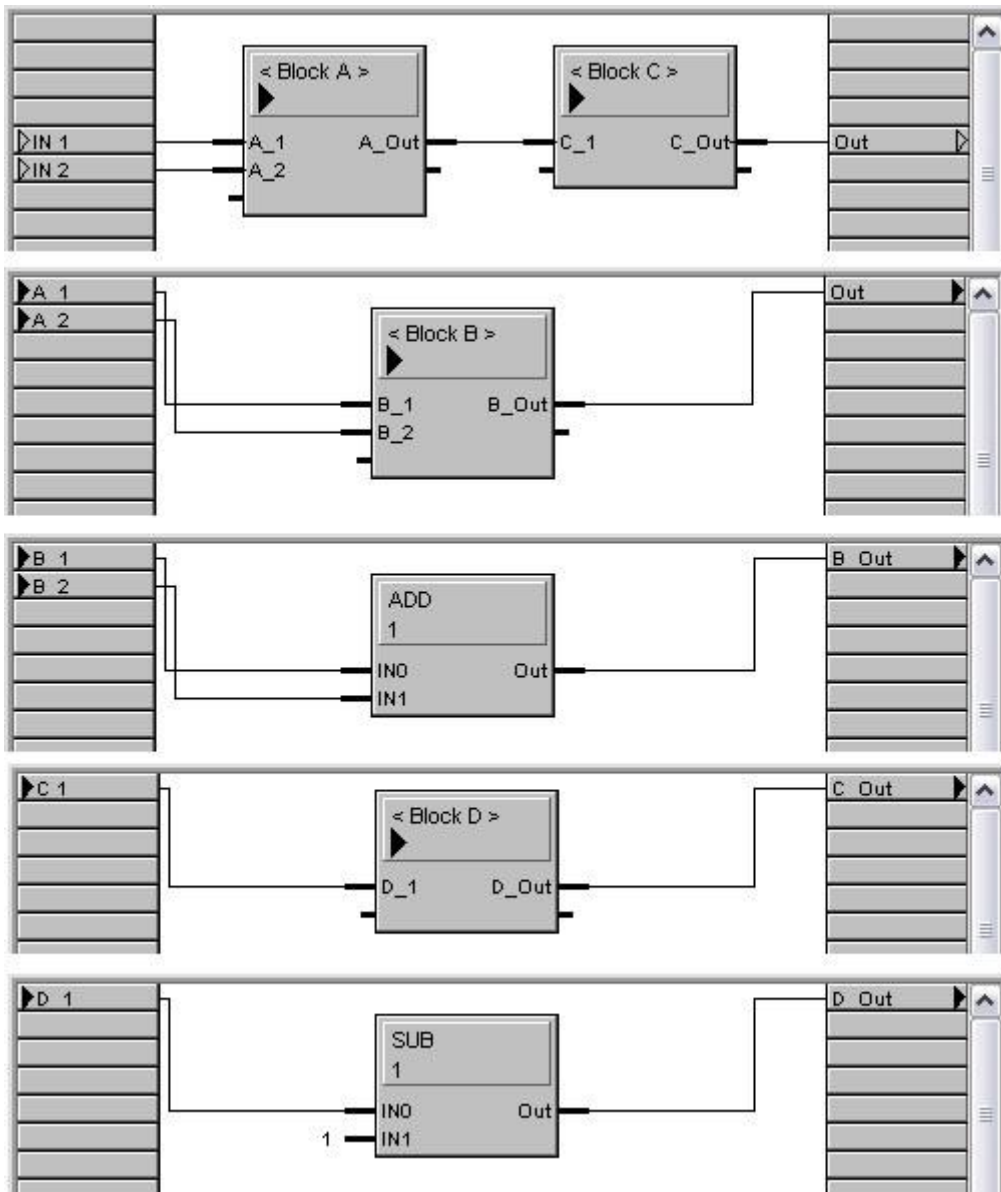 < Block A >
< Block C >
IN 1
A_1
A_Out
C_1
C_Out
Out
IN 2
A_2
A 1
Out
A 2
< Block B >
B_1
B_Out
B_2
B 1
B Out
B 2
ADD
1
IN0
Out
IN1
C 1
C Out
< Block D >
D_1
D_Out
D 1
D Out
SUB
1
IN0
Out
1
IN1